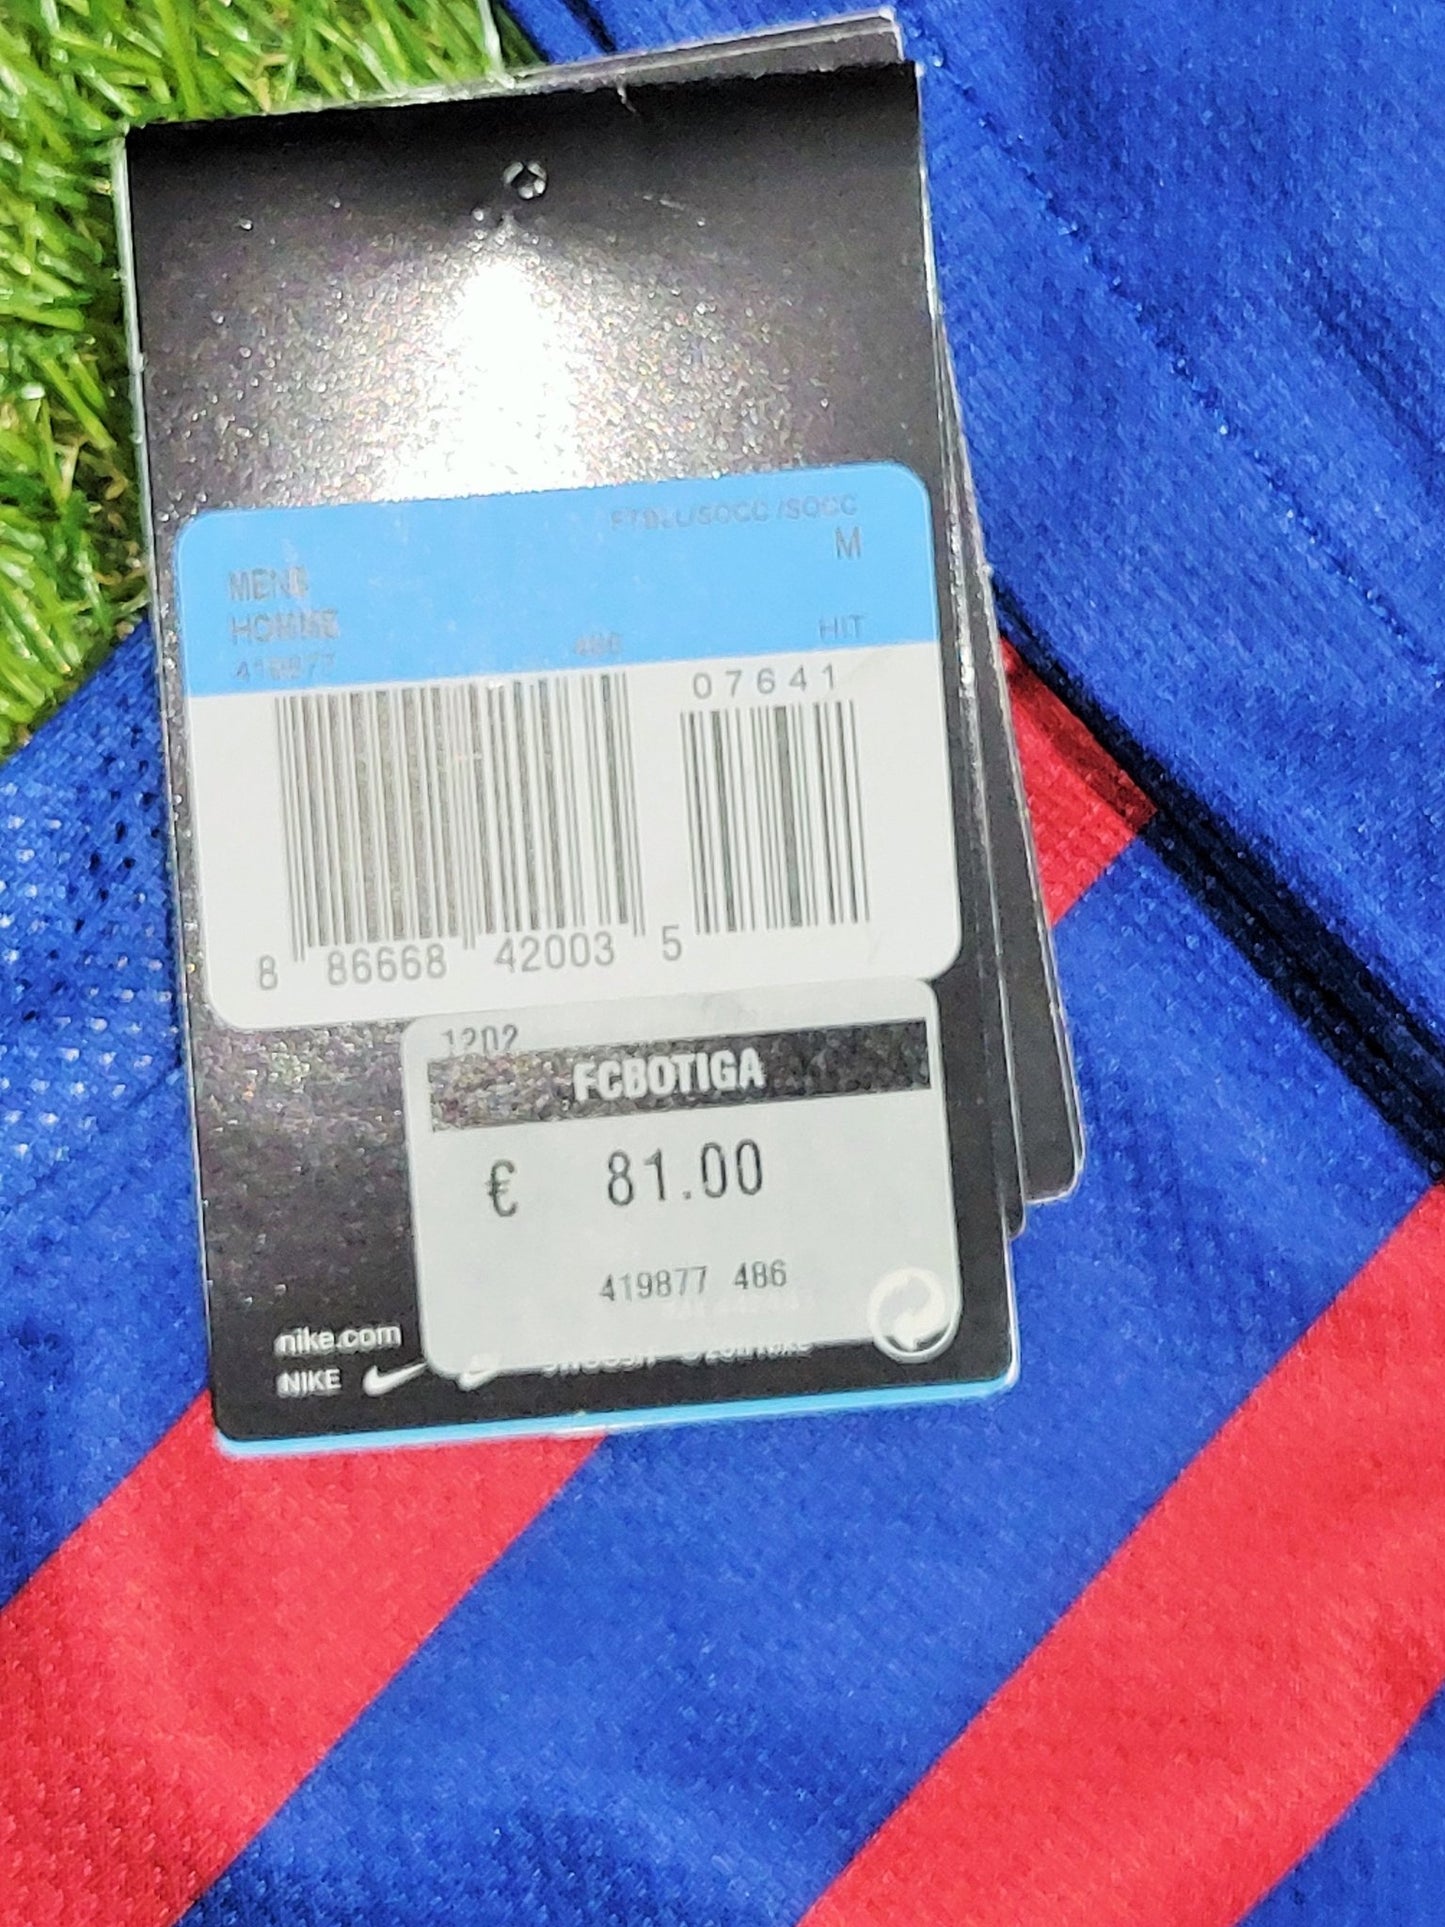 FTBLL/SOCC /SOCC
M
MENS
HOMME
419877 486 HIT
07641
8 86668 42003 5
1202
FCBOTIGA
€ 81.00
419877 486
nike.com
NIKE